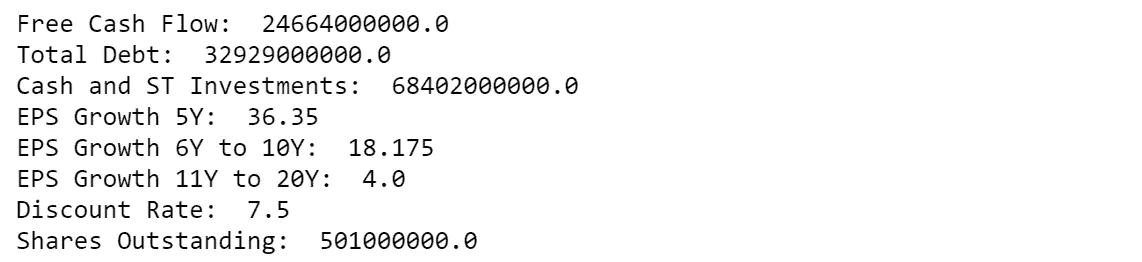 Free Cash Flow:  24664000000.0
Total Debt:  32929000000.0
Cash and ST Investments:  68402000000.0
EPS Growth 5Y:  36.35
EPS Growth 6Y to 10Y:  18.175
EPS Growth 11Y to 20Y:  4.0
Discount Rate:  7.5
Shares Outstanding:  501000000.0